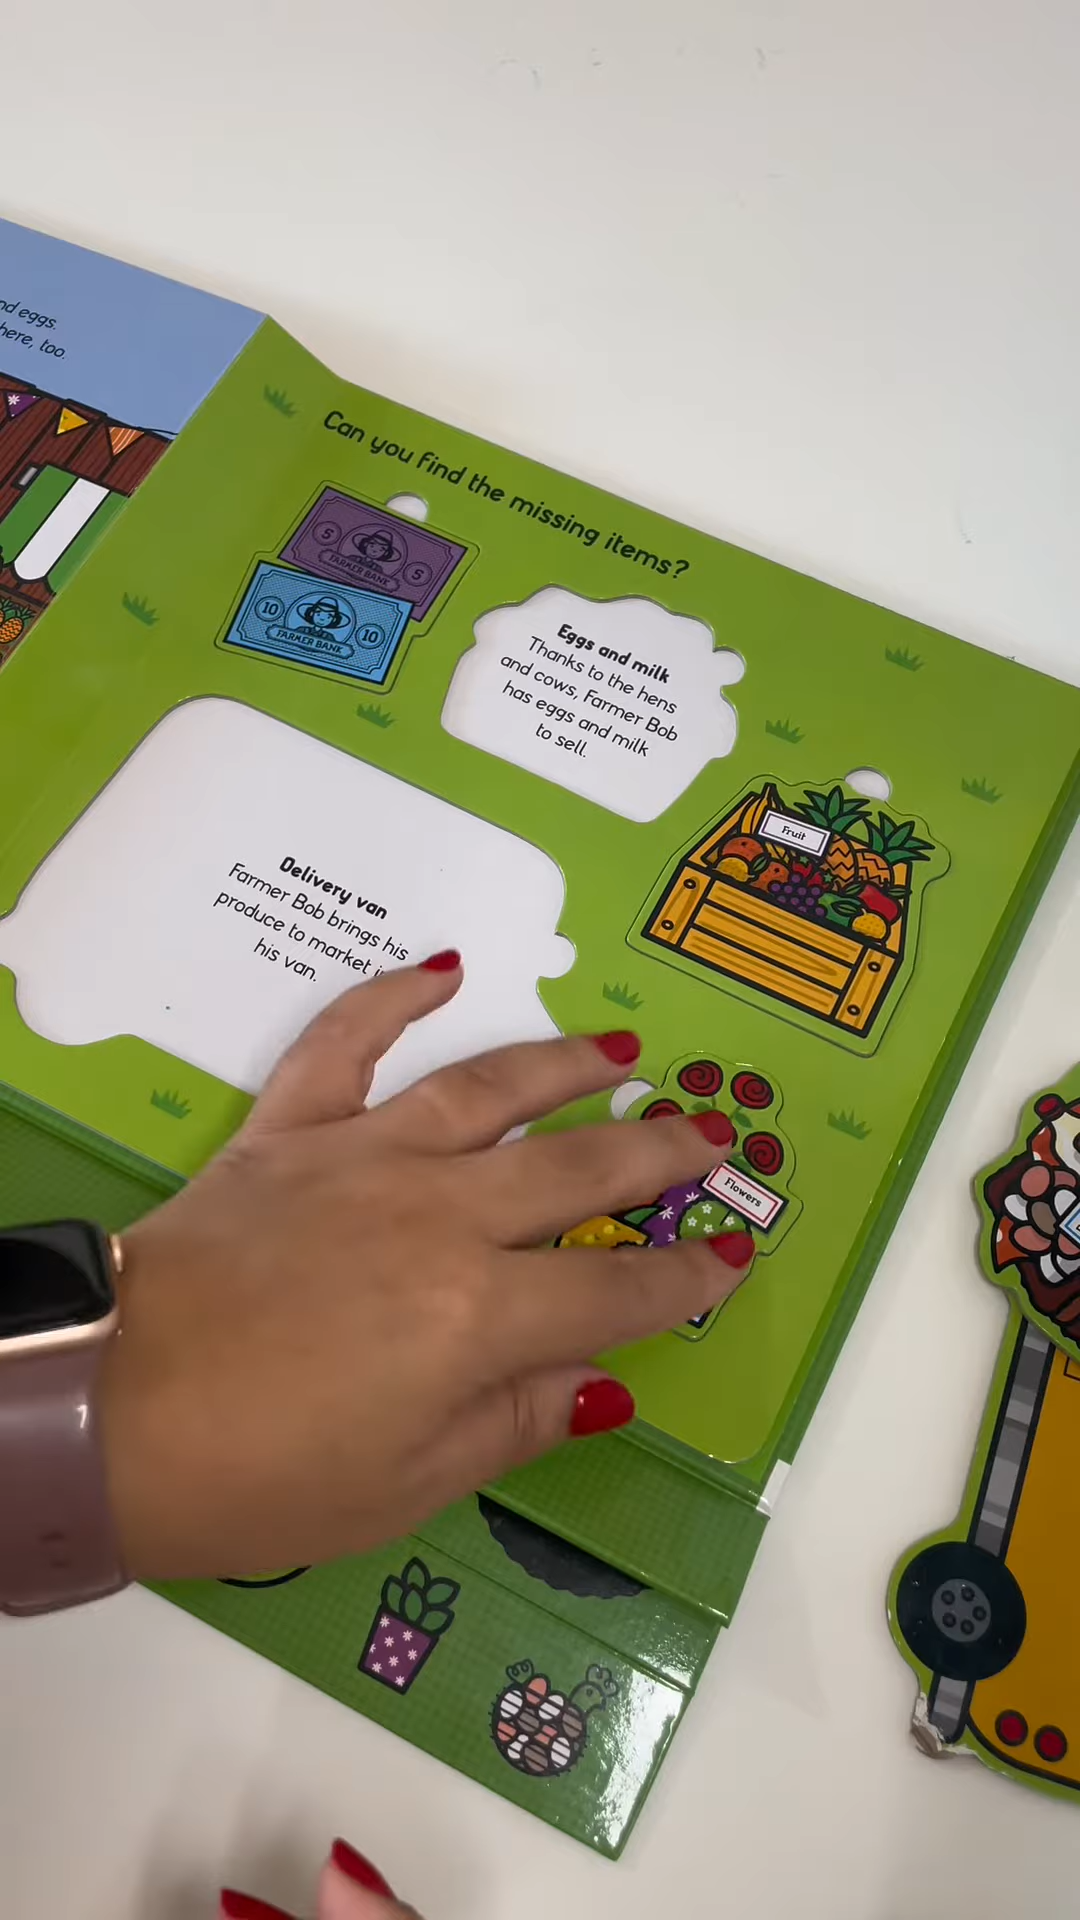 eggs.
here, too.
Can you find the missing items?
5
FARMER BANK
5
10
FARMER BANK
10
Eggs and milk
Thanks to the hens
and cows, Farmer Bob
has eggs and milk
to sell.
Fruit
Delivery van
Farmer Bob brings his
produce to market
his van.
Flowers